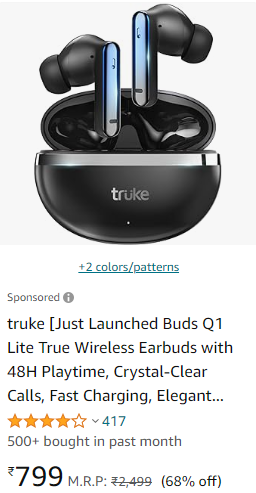 truke
+2 colors/patterns
Sponsored
truke [Just Launched Buds Q1
Lite True Wireless Earbuds with
48H Playtime, Crystal-Clear
Calls, Fast Charging, Elegant...
417
500+ bought in past month
₹799 M.R.P: ₹2,499 (68% off)